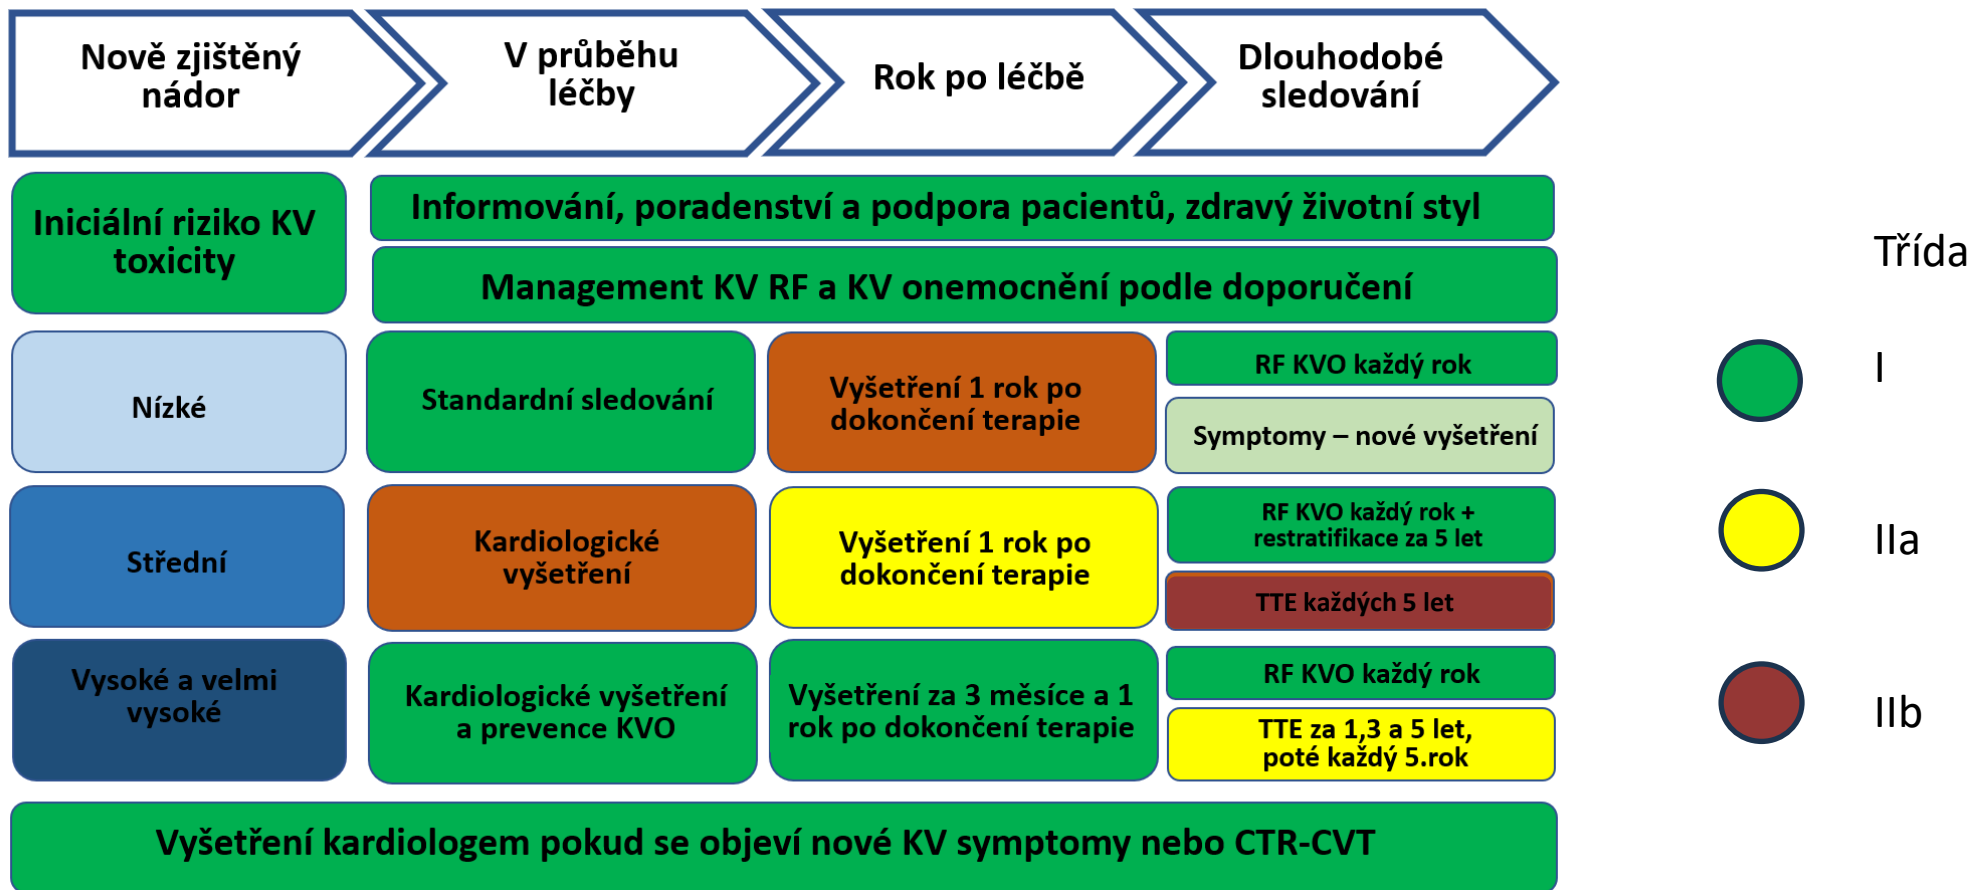 Nově zjištěný
nádor
V průběhu
léčby
Rok po léčbě
Dlouhodobé
sledování
Iniciální riziko KV
toxicity
Informování, poradenství a podpora pacientů, zdravý životní styl
Management KV RF a KV onemocnění podle doporučení
Nízké
Standardní sledování
Vyšetření 1 rok po
dokončení terapie
RF KVO každý rok
Symptomy – nové vyšetření
Střední
Kardiologické
vyšetření
Vyšetření 1 rok po
dokončení terapie
RF KVO každý rok +
restratifikace za 5 let
TTE každých 5 let
Vysoké a velmi
vysoké
Kardiologické vyšetření
a prevence KVO
Vyšetření za 3 měsíce a 1
rok po dokončení terapie
RF KVO každý rok
TTE za 1,3 a 5 let,
poté každý 5.rok
Vyšetření kardiologem pokud se objeví nové KV symptomy nebo CTR-CVT
Třída
I
IIa
IIb